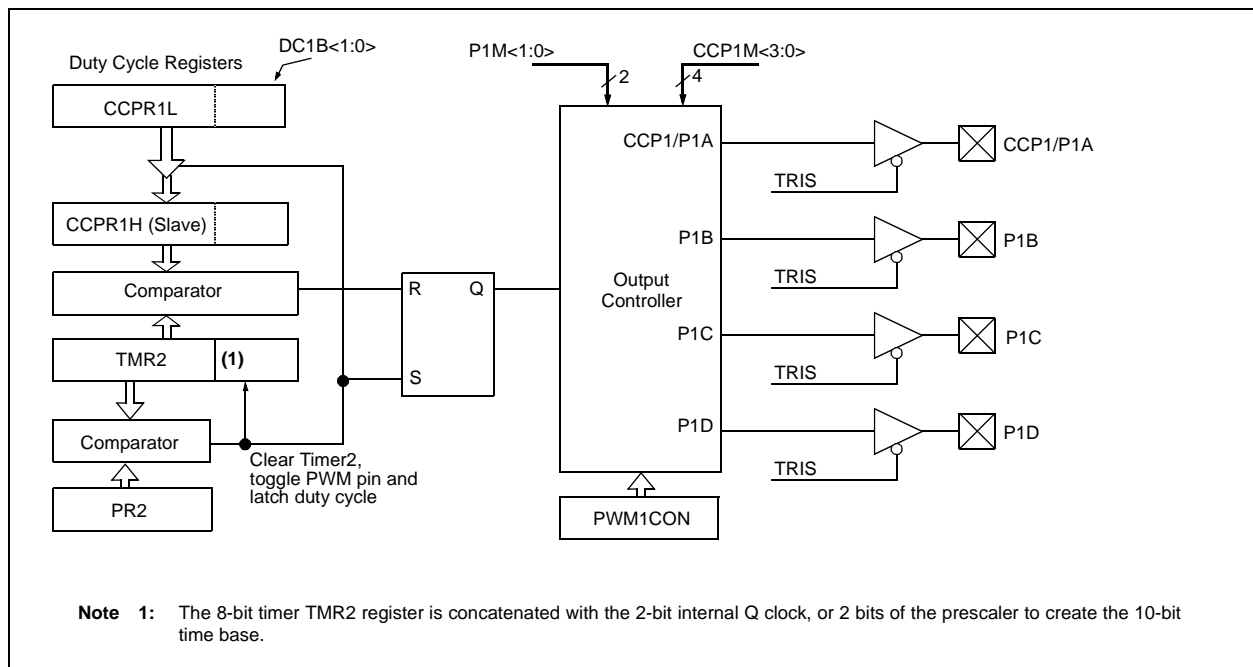 DC1B<1:0>
Duty Cycle Registers
CCPR1L
CCPR1H (Slave)
Comparator
TMR2
(1)
Comparator
PR2
Clear Timer2,
toggle PWM pin and
latch duty cycle
R
Q
S
P1M<1:0>
2
CCP1M<3:0>
4
Output
Controller
CCP1/P1A
P1B
P1C
P1D
PWM1CON
TRIS
CCP1/P1A
TRIS
P1B
TRIS
P1C
TRIS
P1D
Note 1: The 8-bit timer TMR2 register is concatenated with the 2-bit internal Q clock, or 2 bits of the prescaler to create the 10-bit
time base.